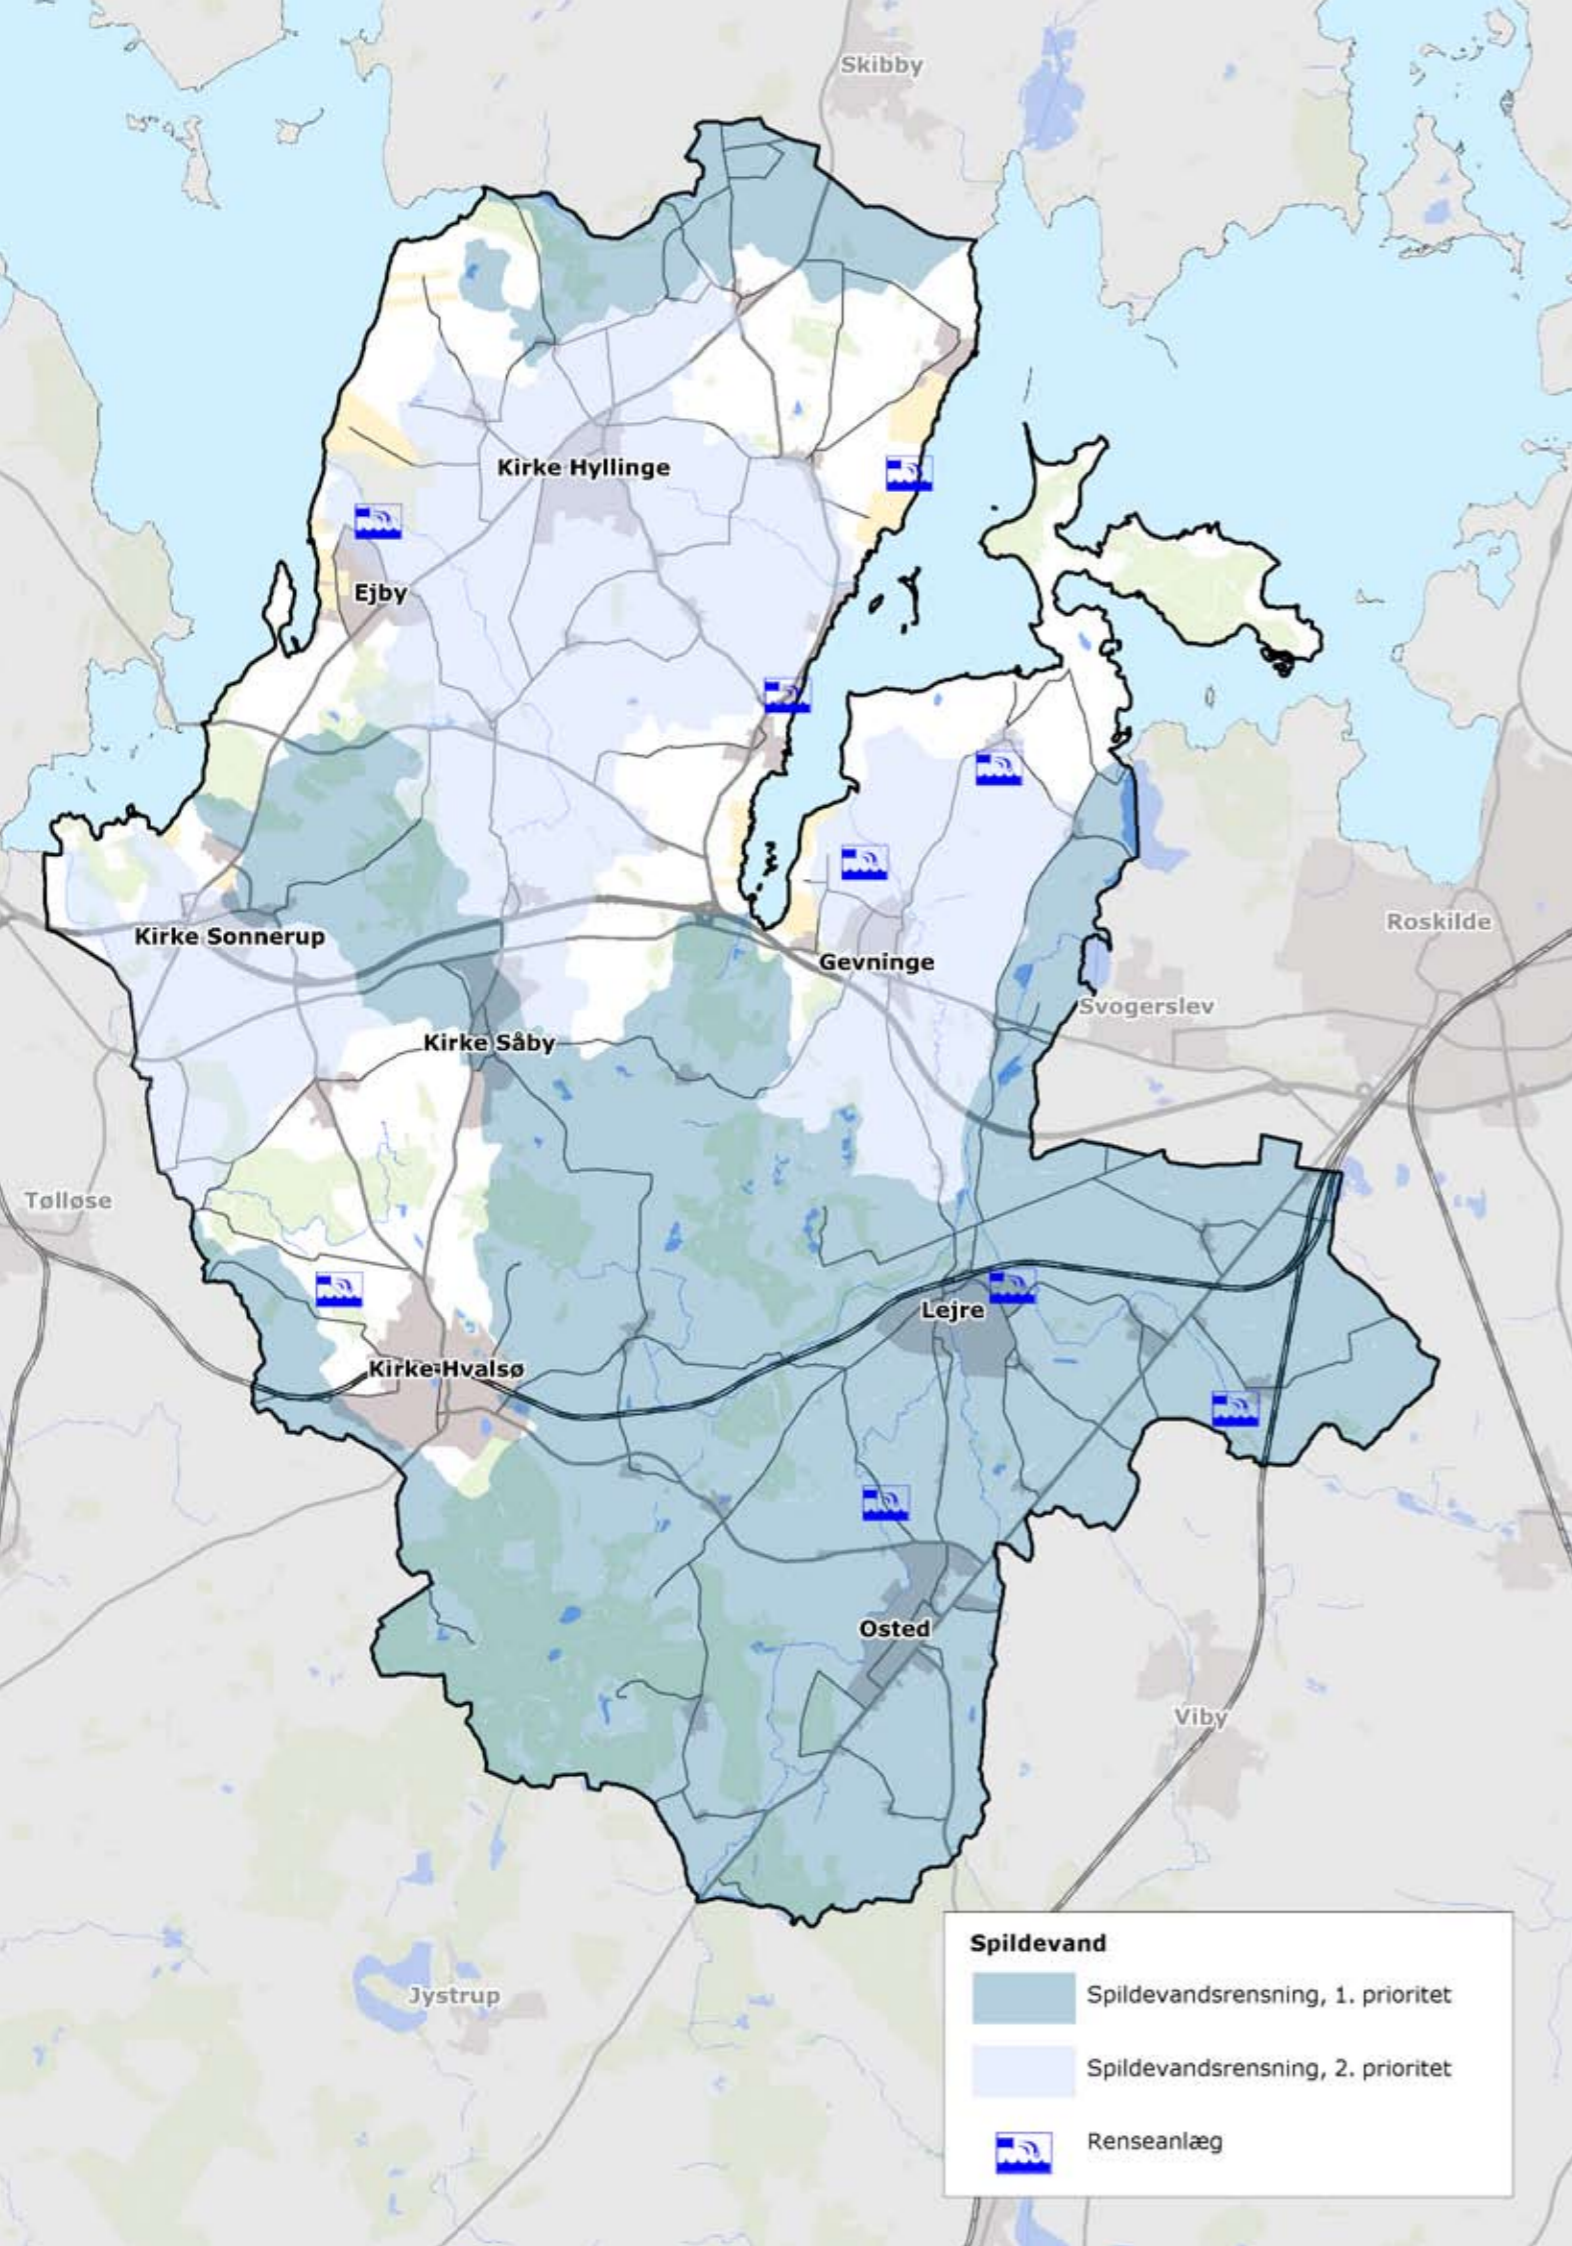 Skibby
Kirke Hyllinge
Ejby
Roskilde
Kirke Sonnerup
Gevninge
Svogerslev
Kirke Såby
Tølløse
Lejre
Kirke Hvalsø
Osted
Viby
Jystrup
Spildevand
Spildevandsrensning, 1. prioritet
Spildevandsrensning, 2. prioritet
Renseanlæg